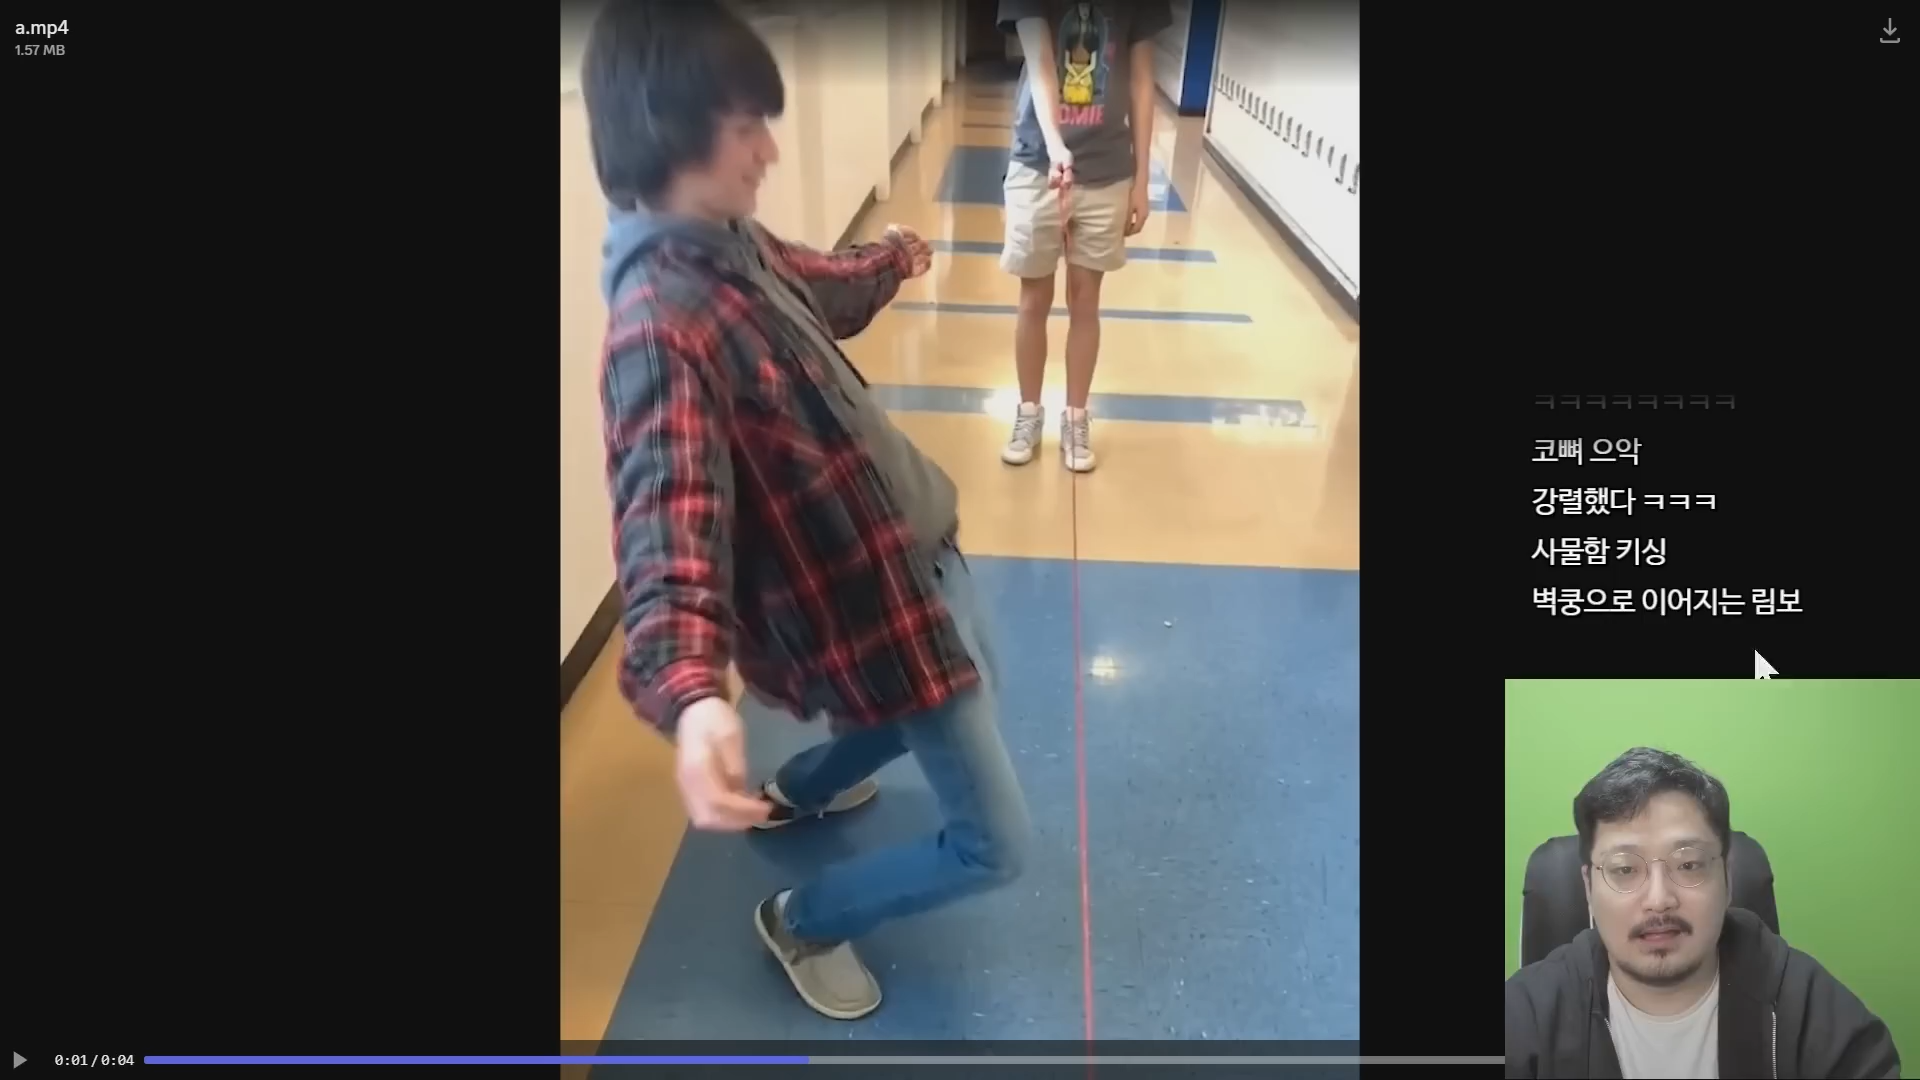 a.mp4
1.57 MB
OMIE
ㅋㅋㅋㅋㅋㅋㅋㅋ
코뼈 으악
강렬했다 ㅋㅋㅋ
사물함 키싱
벽쿵으로 이어지는 림보
0:01 / 0:04